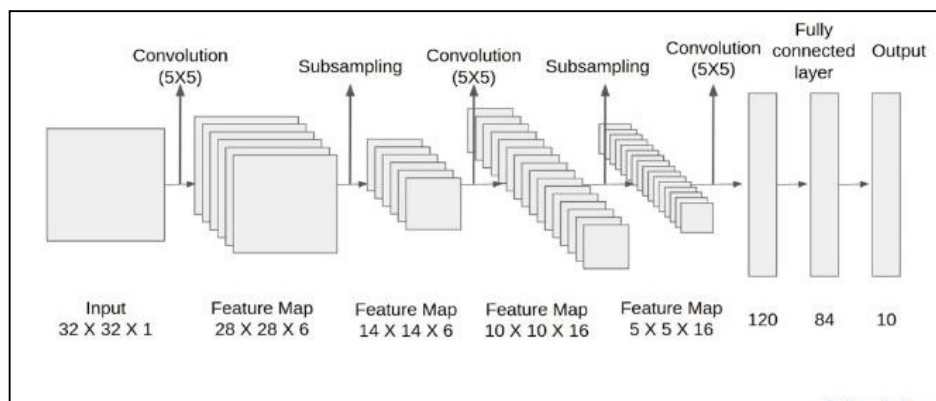 Convolution
(5X5)
Subsampling
Convolution
(5X5)
Subsampling
Convolution
(5X5)
Fully
connected
layer
Output
Input
32 X 32 X 1
Feature Map
28 X 28 X 6
Feature Map
14 X 14 X 6
Feature Map
10 X 10 X 16
Feature Map
5 X 5 X 16
120
84
10